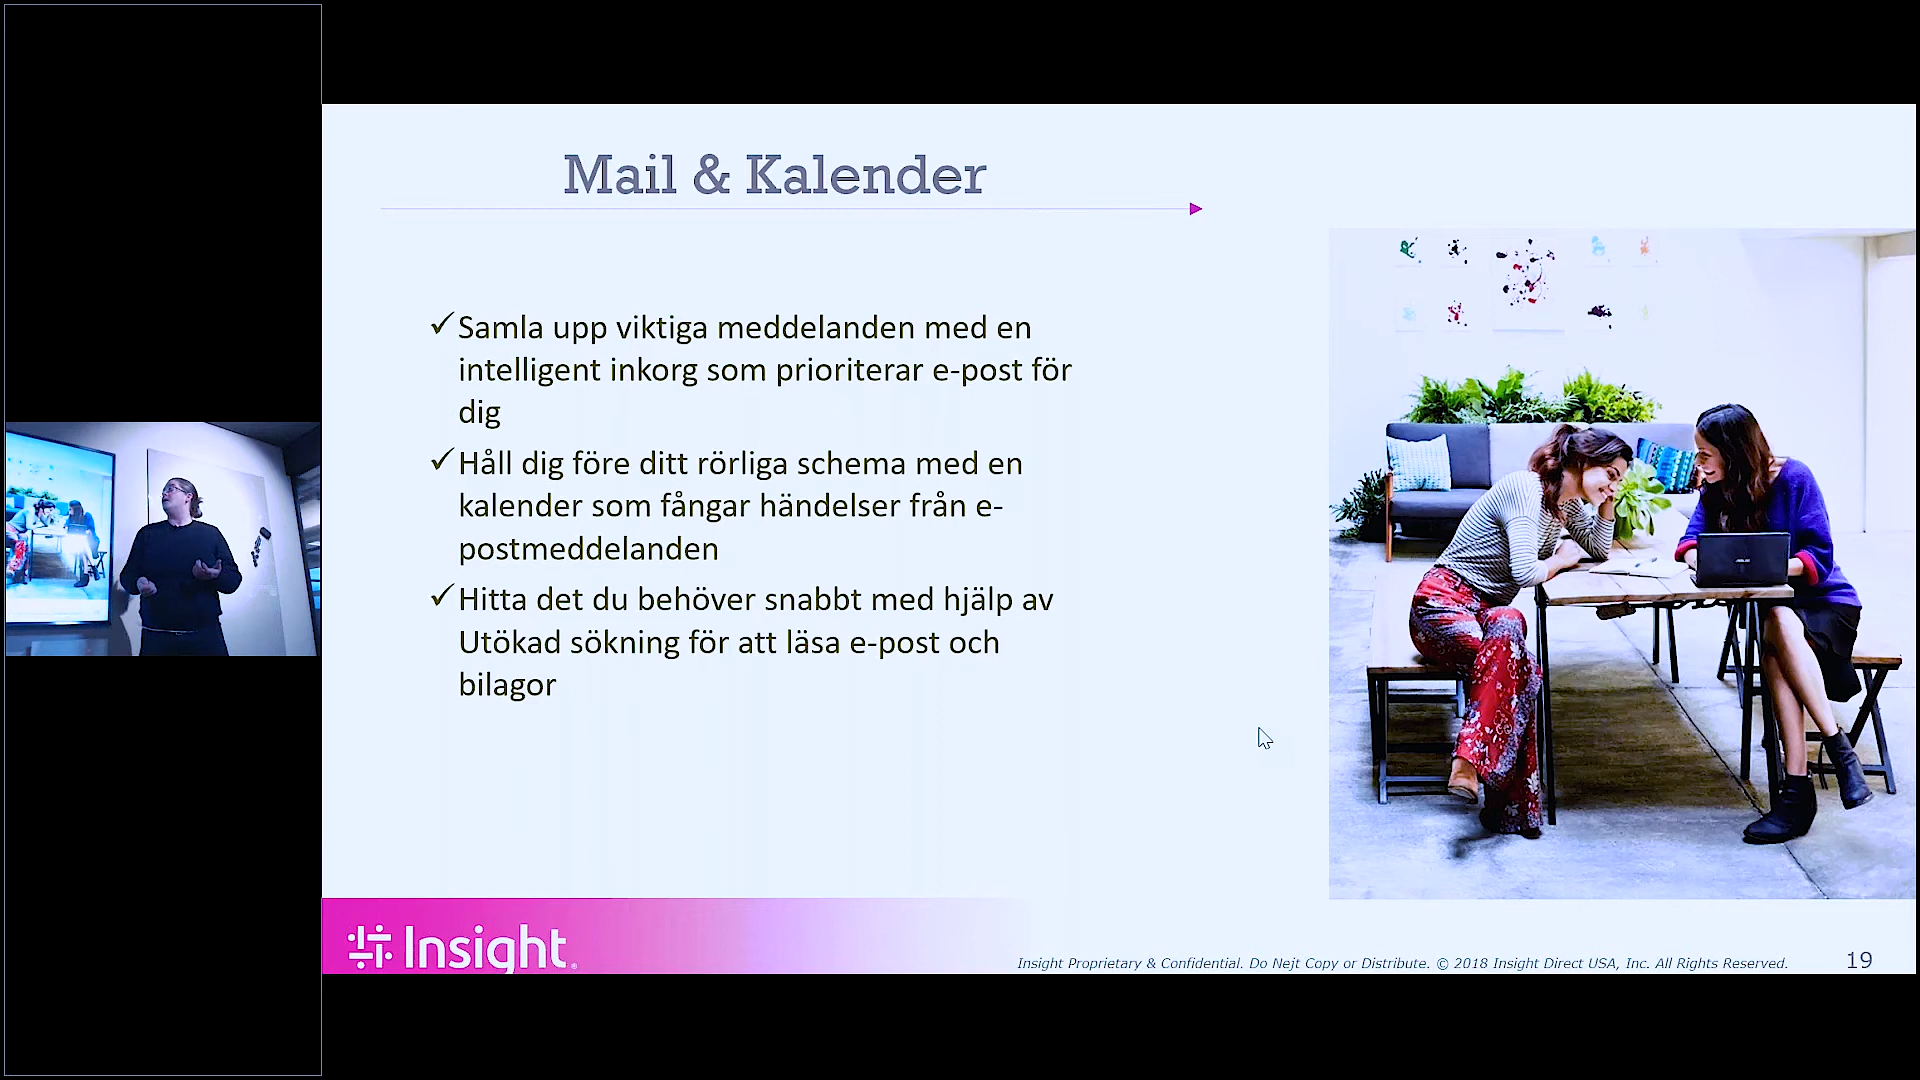 Mail & Kalender
✓Samla upp viktiga meddelanden med en
intelligent inkorg som prioriterar e-post för
dig
✓Håll dig före ditt rörliga schema med en
kalender som fångar händelser från e-
postmeddelanden
✓Hitta det du behöver snabbt med hjälp av
Utökad sökning för att läsa e-post och
bilagor
ASUS
Insight.
Insight Proprietary & Confidential. Do Nejt Copy or Distribute. © 2018 Insight Direct USA, Inc. All Rights Reserved.
19